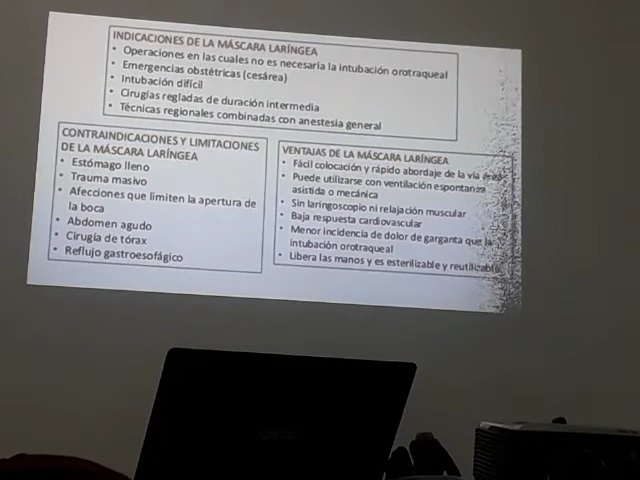 INDICACIONES DE LA MÁSCARA LARÍNGEA
• Operaciones en las cuales no es necesaria la intubación orotraqueal
• Emergencias obstétricas (cesárea)
• Intubación difícil
• Cirugías regladas de duración intermedia
• Técnicas regionales combinadas con anestesia general
CONTRAINDICACIONES Y LIMITACIONES
DE LA MÁSCARA LARÍNGEA
• Estómago lleno
• Trauma masivo
• Afecciones que limiten la apertura de
la boca
• Abdomen agudo
• Cirugía de tórax
• Reflujo gastroesofágico
VENTAJAS DE LA MÁSCARA LARÍNGEA
• Fácil colocación y rápido abordaje de la vía
• Puede utilizarse con ventilación espontanea
asistida o mecánica
• Sin laringoscopio ni relajación muscular
• Baja respuesta cardiovascular
• Menor incidencia de dolor de garganta que la
intubación orotraqueal
• Libera las manos y es esterilizable y reutilizable